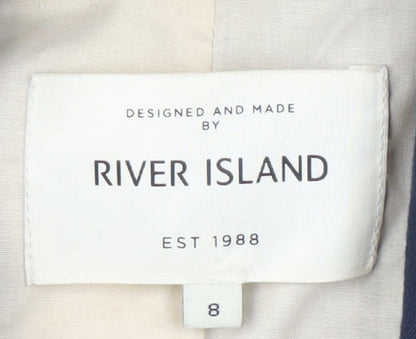 DESIGNED AND MADE
BY
RIVER ISLAND
EST 1988
8